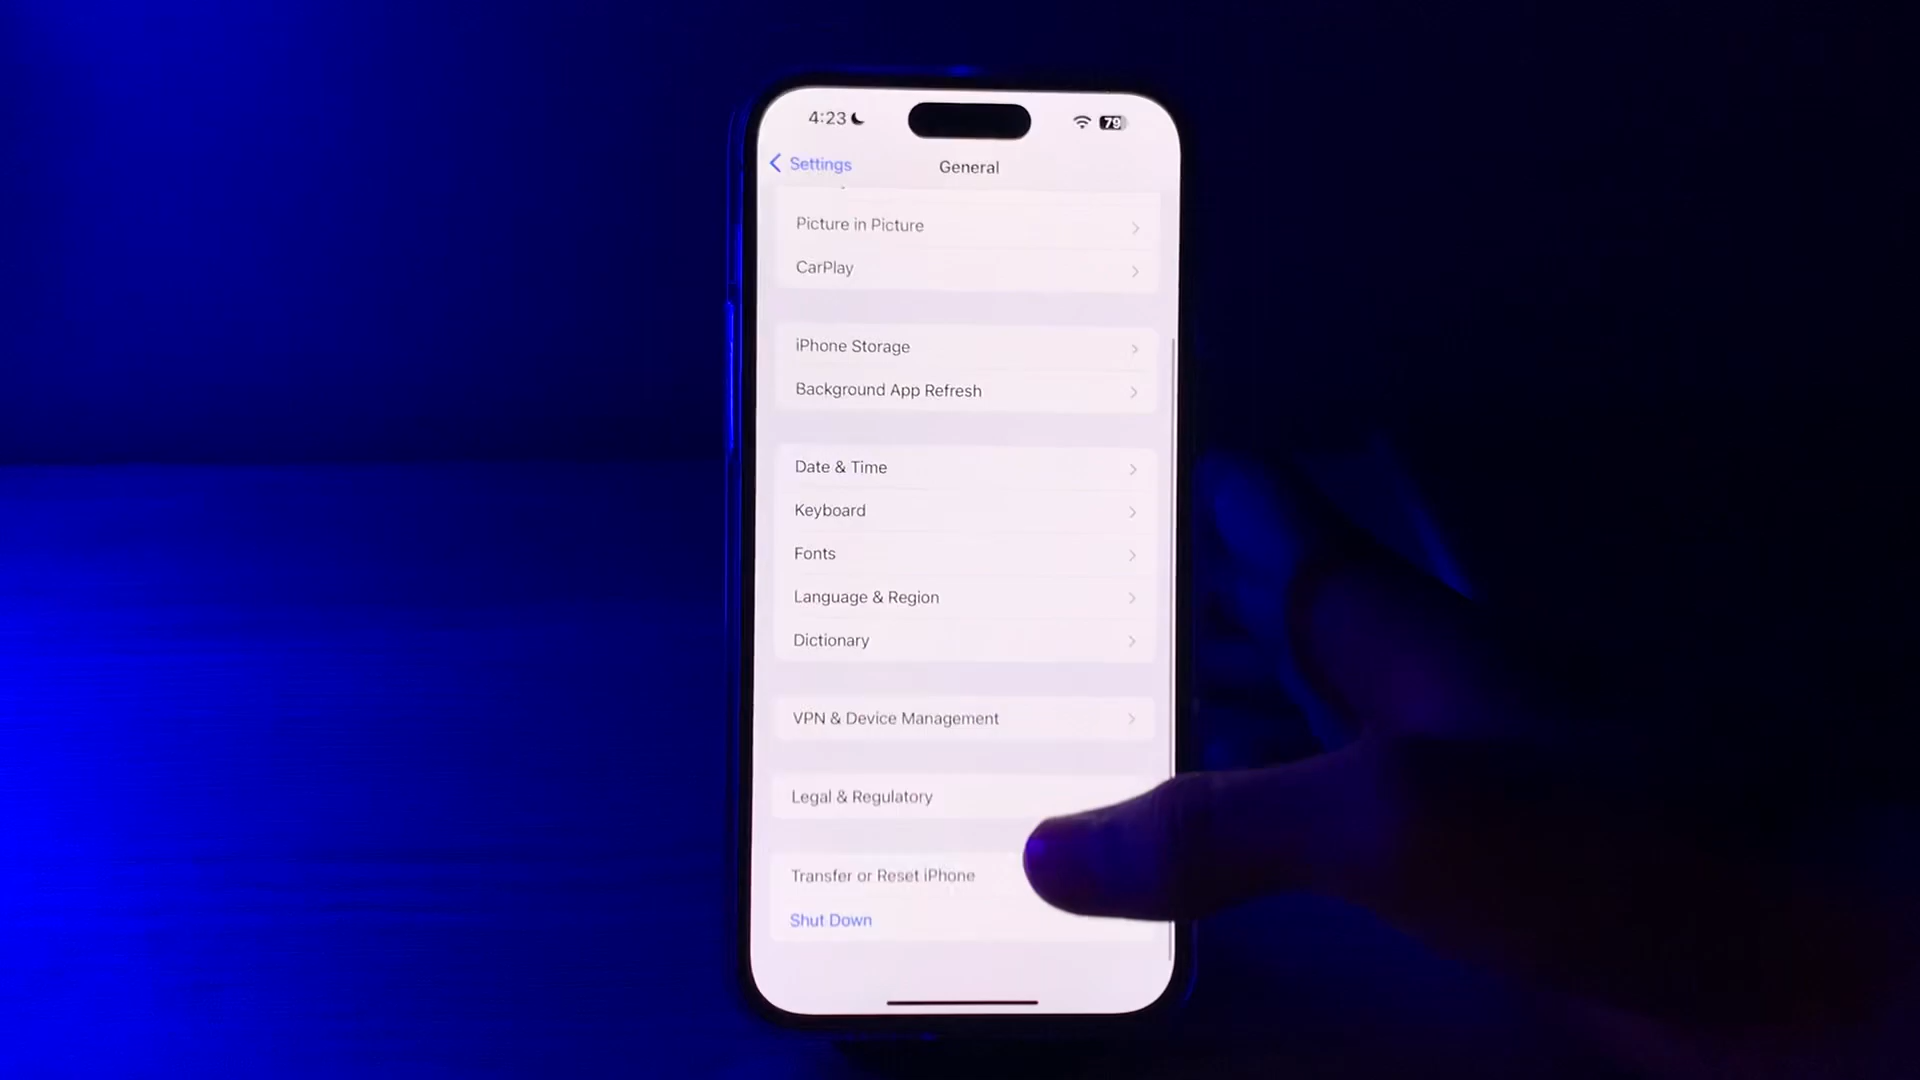 4:23
79
Settings
General
Picture in Picture
CarPlay
iPhone Storage
Background App Refresh
Date & Time
Keyboard
Fonts
Language & Region
Dictionary
VPN & Device Management
Legal & Regulatory
Transfer or Reset iPhone
Shut Down